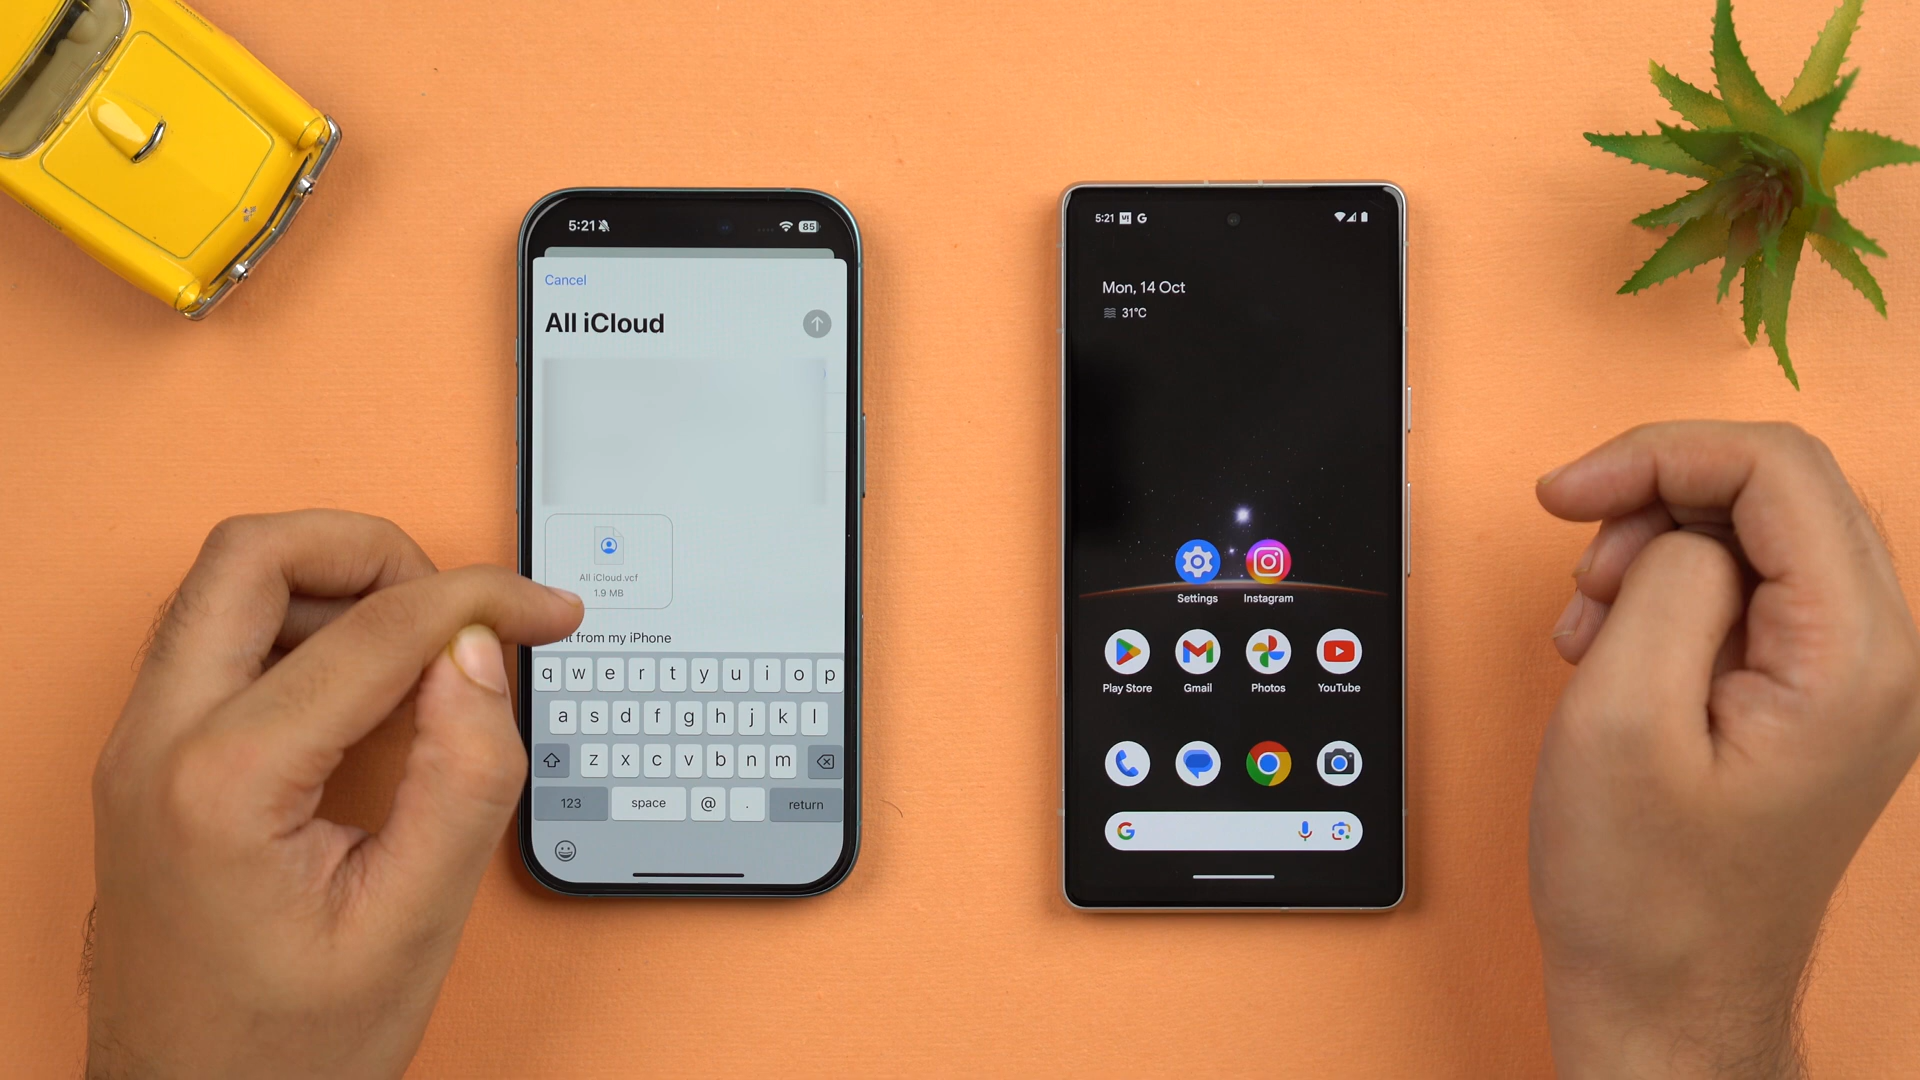 5:21
85
Cancel
All iCloud
All iCloud.vcf
1.9 MB
from my iPhone
q w e r t y u i o p
a s d f g h j k l
z x c v b n m
123 space @ . return
5:21 G
Mon, 14 Oct
31°C
Settings Instagram
Play Store Gmail Photos YouTube
G